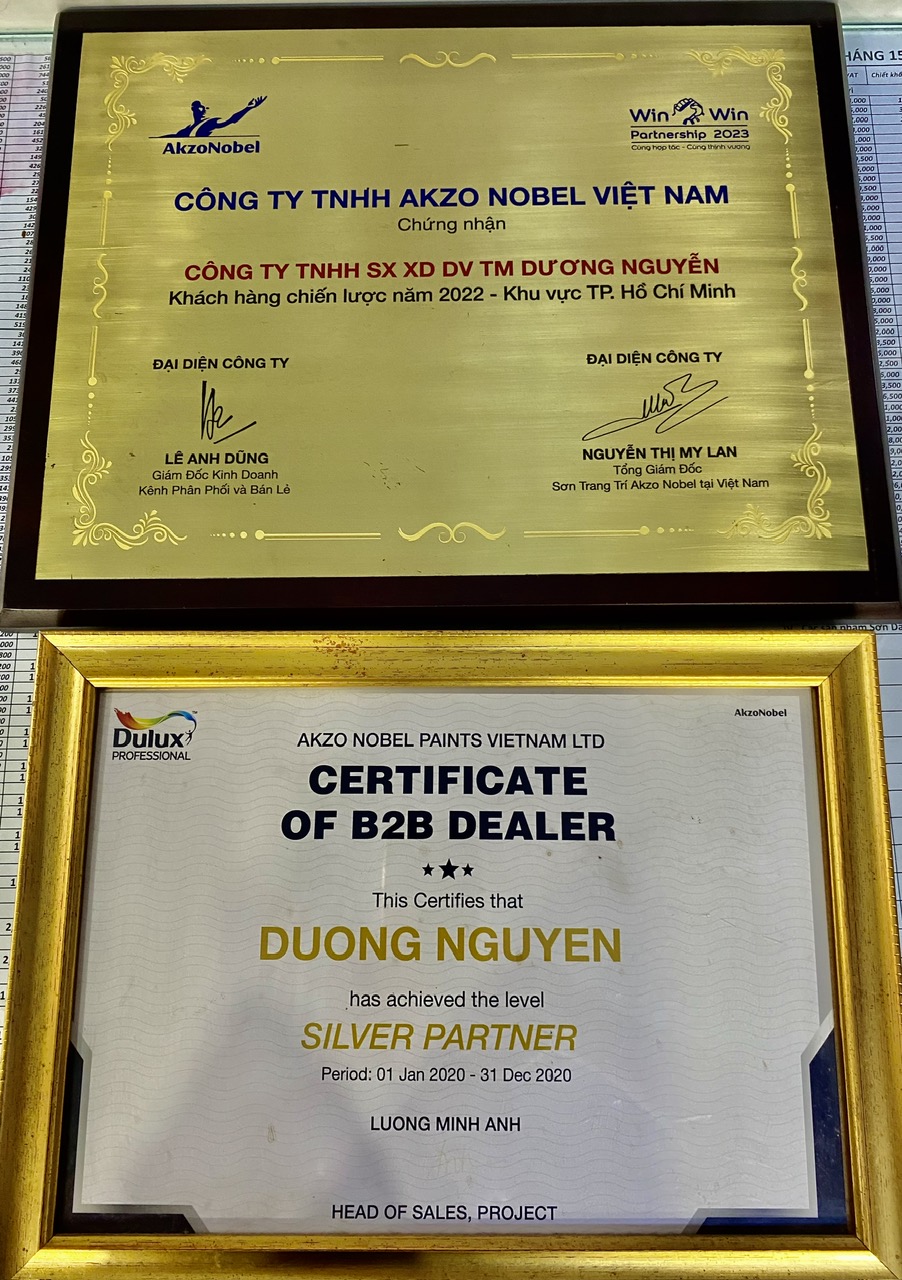 AkzoNobel
Win Win
Partnership 2023
Cùng hợp tác - Cùng thịnh vượng
CÔNG TY TNHH AKZO NOBEL VIỆT NAM
Chứng nhận
CÔNG TY TNHH SX XD DV TM DƯƠNG NGUYỄN
Khách hàng chiến lược năm 2022 - Khu vực TP. Hồ Chí Minh
ĐẠI DIỆN CÔNG TY
LÊ ANH DŨNG
Giám Đốc Kinh Doanh
Kênh Phân Phối và Bán Lẻ
ĐẠI DIỆN CÔNG TY
NGUYỄN THỊ MY LAN
Tổng Giám Đốc
Sơn Trang Trí Akzo Nobel tại Việt Nam
Dulux
PROFESSIONAL
AkzoNobel
AKZO NOBEL PAINTS VIETNAM LTD
CERTIFICATE
OF B2B DEALER
This Certifies that
DUONG NGUYEN
has achieved the level
SILVER PARTNER
Period: 01 Jan 2020 - 31 Dec 2020
LUONG MINH ANH
HEAD OF SALES, PROJECT